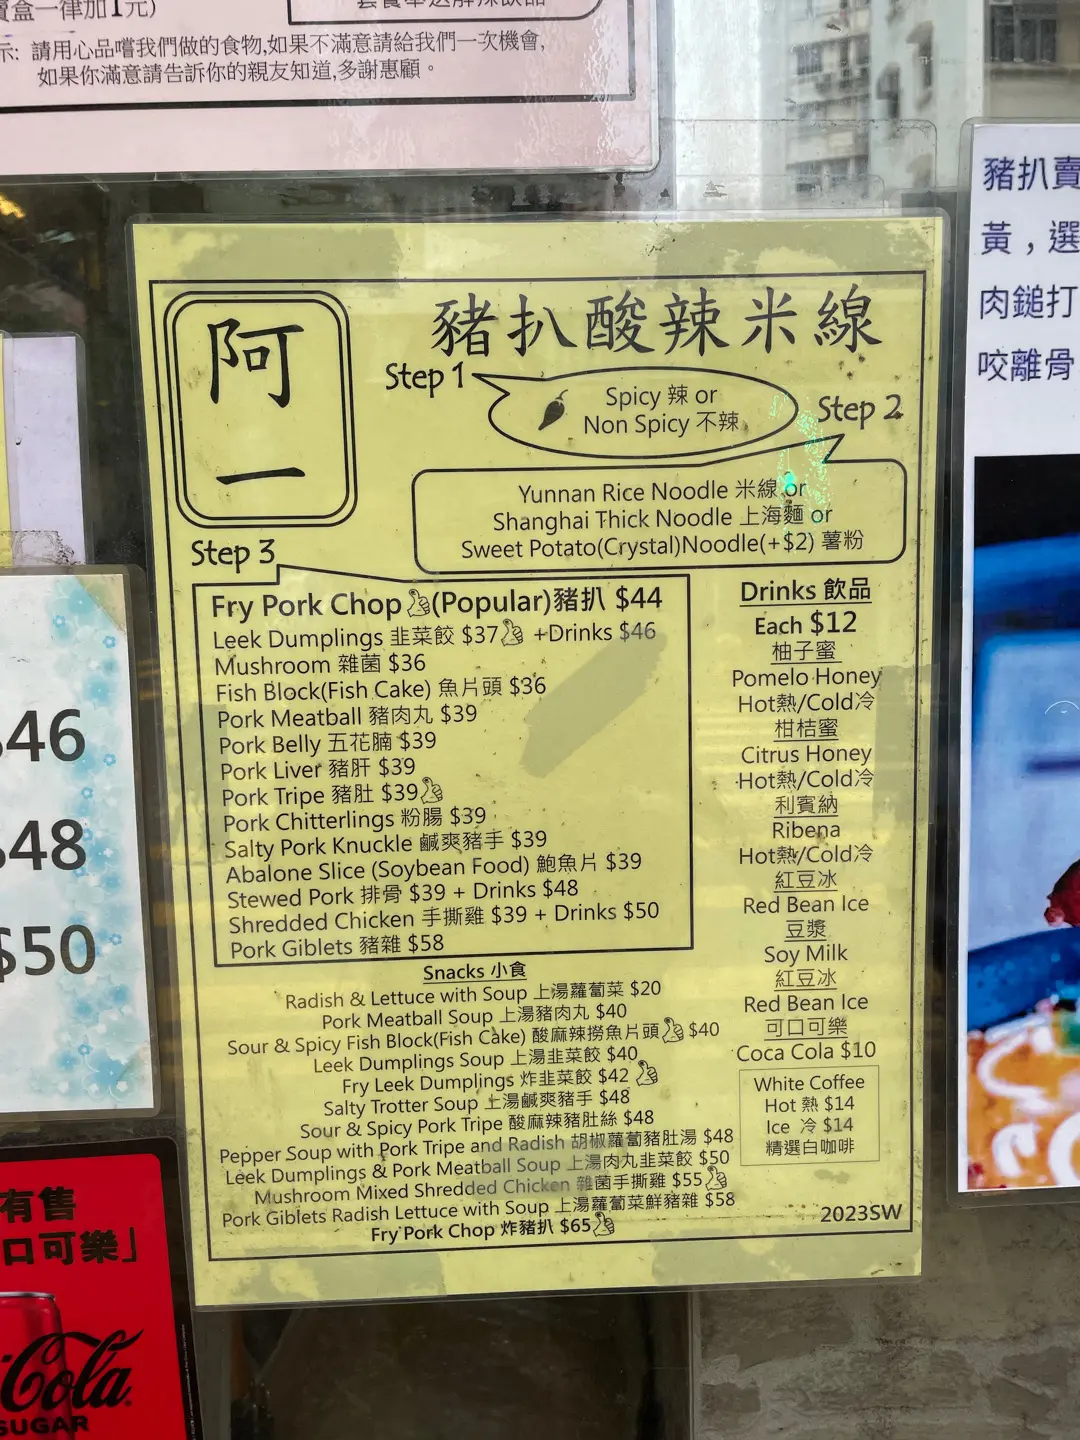 盒一律加1元)
示: 請用心品嚐我們做的食物,如果不滿意請給我們一次機會,
如果你滿意請告訴你的親友知道,多謝惠顧。
阿一
豬扒酸辣米線
Step 1
Spicy 辣 or
Non Spicy 不辣
Step 2
Yunnan Rice Noodle 米線 or
Shanghai Thick Noodle 上海麵 or
Sweet Potato(Crystal)Noodle(+$2) 薯粉
Step 3
Fry Pork Chop (Popular)豬扒 $44
Leek Dumplings 韭菜餃 $37 +Drinks $46
Mushroom 雜菌 $36
Fish Block(Fish Cake) 魚片頭 $36
Pork Meatball 豬肉丸 $39
Pork Belly 五花腩 $39
Pork Liver 豬肝 $39
Pork Tripe 豬肚 $39
Pork Chitterlings 粉腸 $39
Salty Pork Knuckle 鹹爽豬手 $39
Abalone Slice (Soybean Food) 鮑魚片 $39
Stewed Pork 排骨 $39 + Drinks $48
Shredded Chicken 手撕雞 $39 + Drinks $50
Pork Giblets 豬雜 $58
Snacks 小食
Radish & Lettuce with Soup 上湯蘿蔔菜 $20
Pork Meatball Soup 上湯豬肉丸 $40
Sour & Spicy Fish Block(Fish Cake) 酸麻辣撈魚片頭 $40
Leek Dumplings Soup 上湯韭菜餃 $40
Fry Leek Dumplings 炸韭菜餃 $42
Salty Trotter Soup 上湯鹹爽豬手 $48
Sour & Spicy Pork Tripe 酸麻辣豬肚絲 $48
Pepper Soup with Pork Tripe and Radish 胡椒蘿蔔豬肚湯 $48
Leek Dumplings & Pork Meatball Soup 上湯肉丸韭菜餃 $50
Mushroom Mixed Shredded Chicken 雜菌手撕雞 $55
Pork Giblets Radish Lettuce with Soup 上湯蘿蔔菜鮮豬雜 $58
Fry Pork Chop 炸豬扒 $65
Drinks 飲品
Each $12
柚子蜜
Pomelo Honey
Hot熱/Cold冷
柑桔蜜
Citrus Honey
Hot熱/Cold冷
利賓納
Ribena
Hot熱/Cold冷
紅豆冰
Red Bean Ice
豆漿
Soy Milk
紅豆冰
Red Bean Ice
可口可樂
Coca Cola $10
White Coffee
Hot 熱 $14
Ice 冷 $14
精選白咖啡
2023SW
豬扒賣
黃，選
肉鎚打
咬離骨
$46
$48
$50
有售
口可樂」
Cola
SUGAR